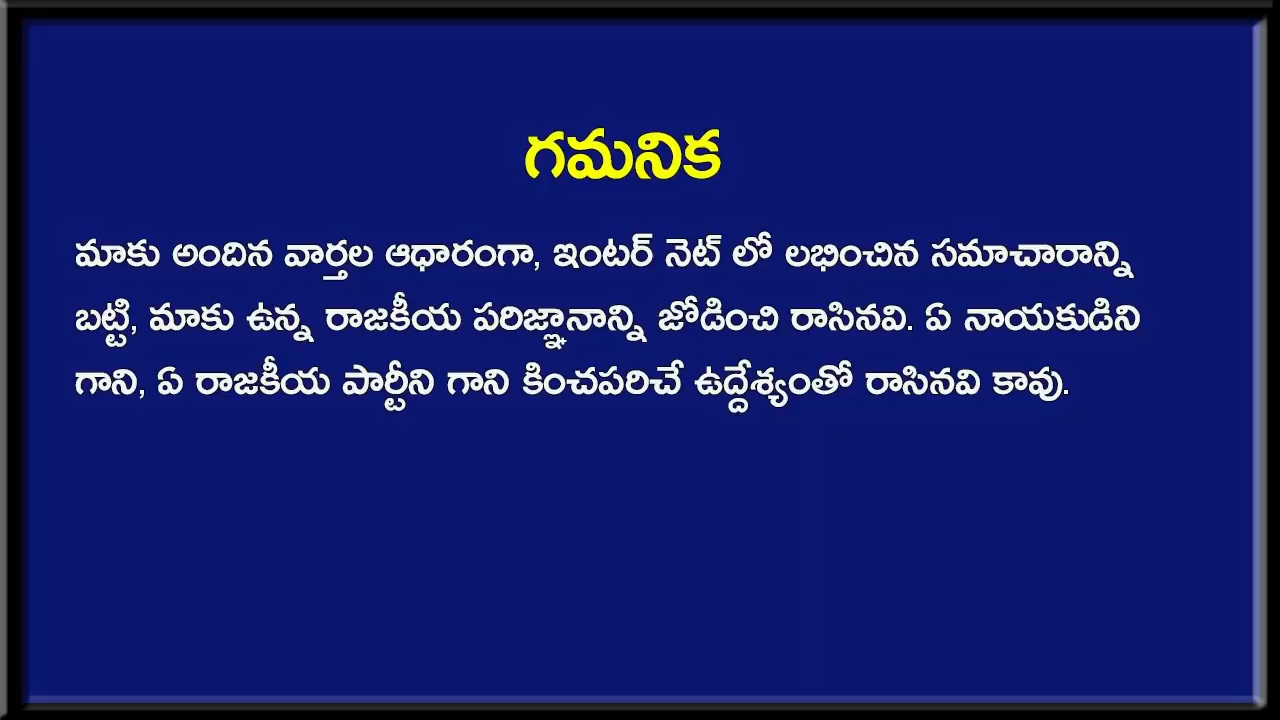 గమనిక
మాకు అందిన వార్తల ఆధారంగా, ఇంటర్ నెట్ లో లభించిన సమాచారాన్ని
బట్టి, మాకు ఉన్న రాజకీయ పరిజ్ఞానాన్ని జోడించి రాసినవి. ఏ నాయకుడిని
గాని, ఏ రాజకీయ పార్టీని గాని కించపరిచే ఉద్దేశ్యంతో రాసినవి కావు.